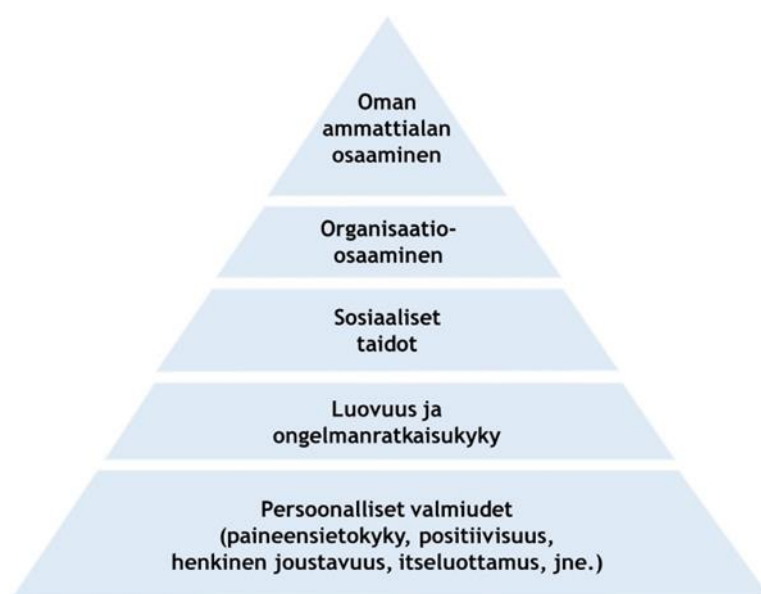 Oman
ammattialan
osaaminen
Organisaatio-
osaaminen
Sosiaaliset
taidot
Luovuus ja
ongelmanratkaisukyky
Persoonalliset valmiudet
(paineensietokyky, positiivisuus,
henkinen joustavuus, itseluottamus, jne.)